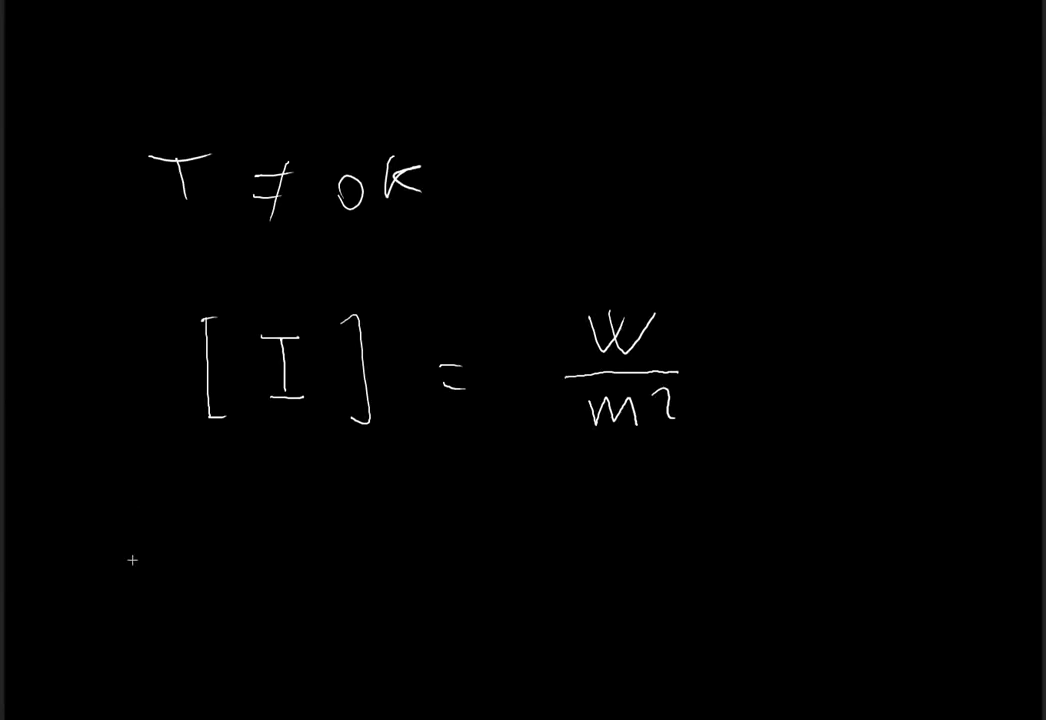 T ≠ 0K
[ I ] = W / m²